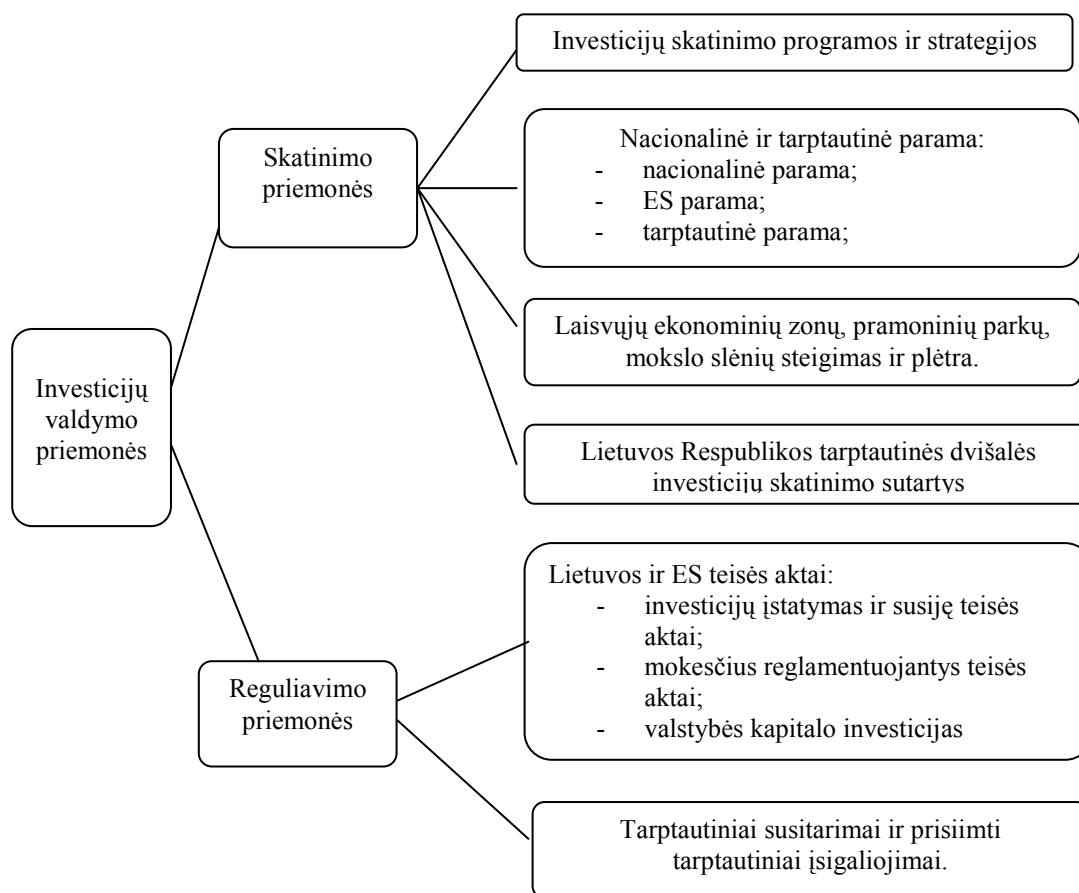 Investicijų skatinimo programos ir strategijos
Skatinimo
priemonės
Nacionalinė ir tarptautinė parama:
- nacionalinė parama;
- ES parama;
- tarptautinė parama;
Laisvųjų ekonominių zonų, pramoninių parkų,
mokslo slėnių steigimas ir plėtra.
Investicijų
valdymo
priemonės
Lietuvos Respublikos tarptautinės dvišalės
investicijų skatinimo sutartys
Lietuvos ir ES teisės aktai:
- investicijų įstatymas ir susiję teisės
aktai;
- mokesčius reglamentuojantys teisės
aktai;
- valstybės kapitalo investicijas
Reguliavimo
priemonės
Tarptautiniai susitarimai ir prisiimti
tarptautiniai įsigaliojimai.